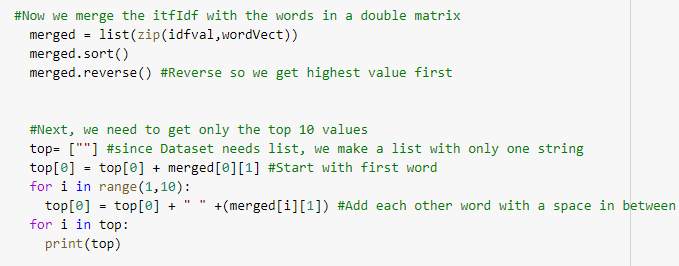 #Now we merge the itfIdf with the words in a double matrix
merged = list(zip(idfval,wordVect))
merged.sort()
merged.reverse() #Reverse so we get highest value first
#Next, we need to get only the top 10 values
top= [""] #since Dataset needs list, we make a list with only one string
top[0] = top[0] + merged[0][1] #Start with first word
for i in range(1,10):
top[0] = top[0] + " " +(merged[i][1]) #Add each other word with a space in between
for i in top:
print(top)